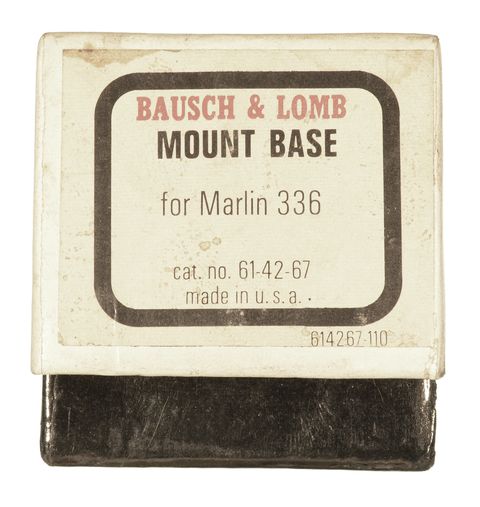 BAUSCH & LOMB
MOUNT BASE
for Marlin 336
cat. no. 61-42-67
made in u.s.a.
614267-110